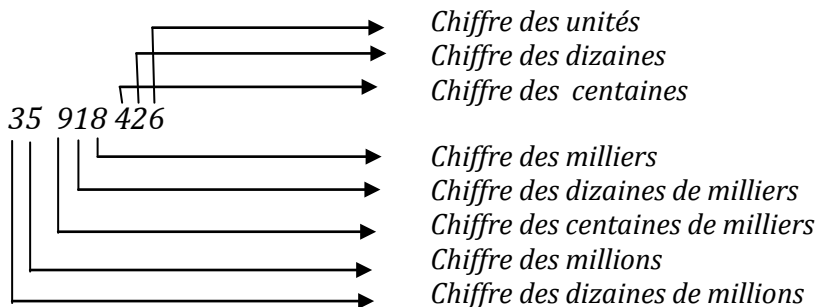 Chiffre des unités
Chiffre des dizaines
Chiffre des centaines
35 918 426
Chiffre des milliers
Chiffre des dizaines de milliers
Chiffre des centaines de milliers
Chiffre des millions
Chiffre des dizaines de millions